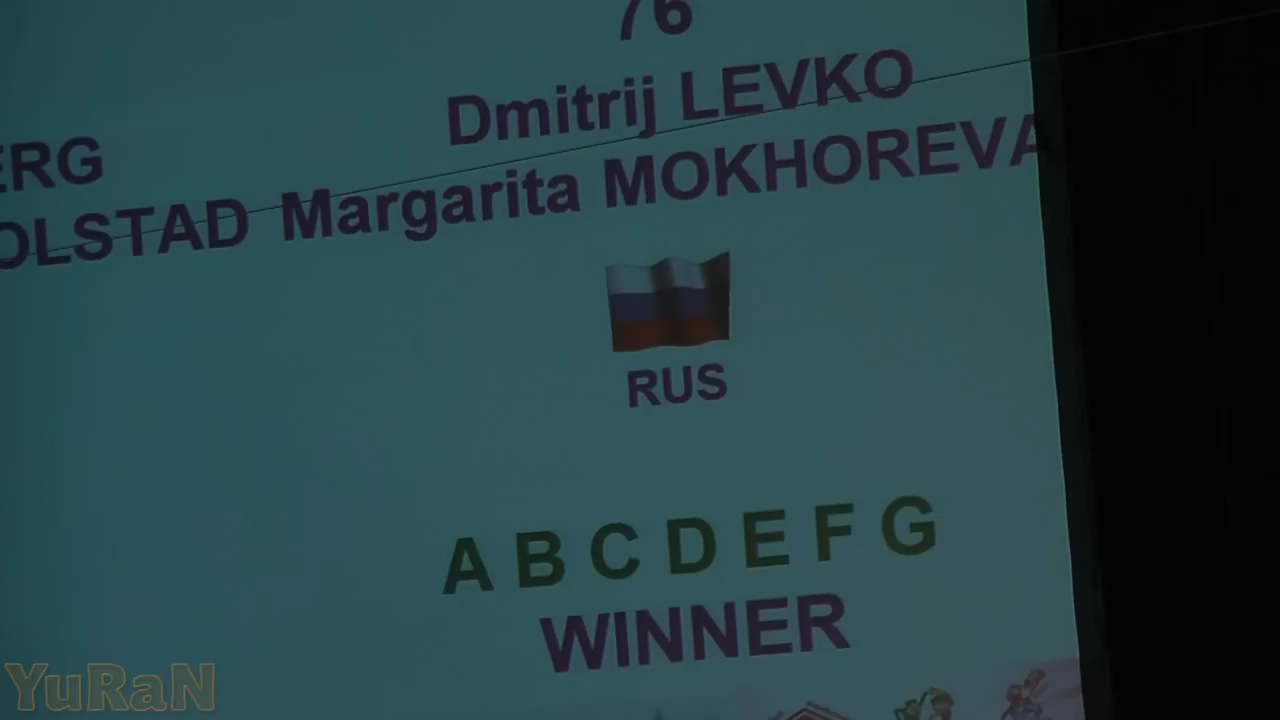 76
Dmitrij LEVKO
ERG
OLSTAD Margarita MOKHOREVA
RUS
A B C D E F G
WINNER
YuRaN